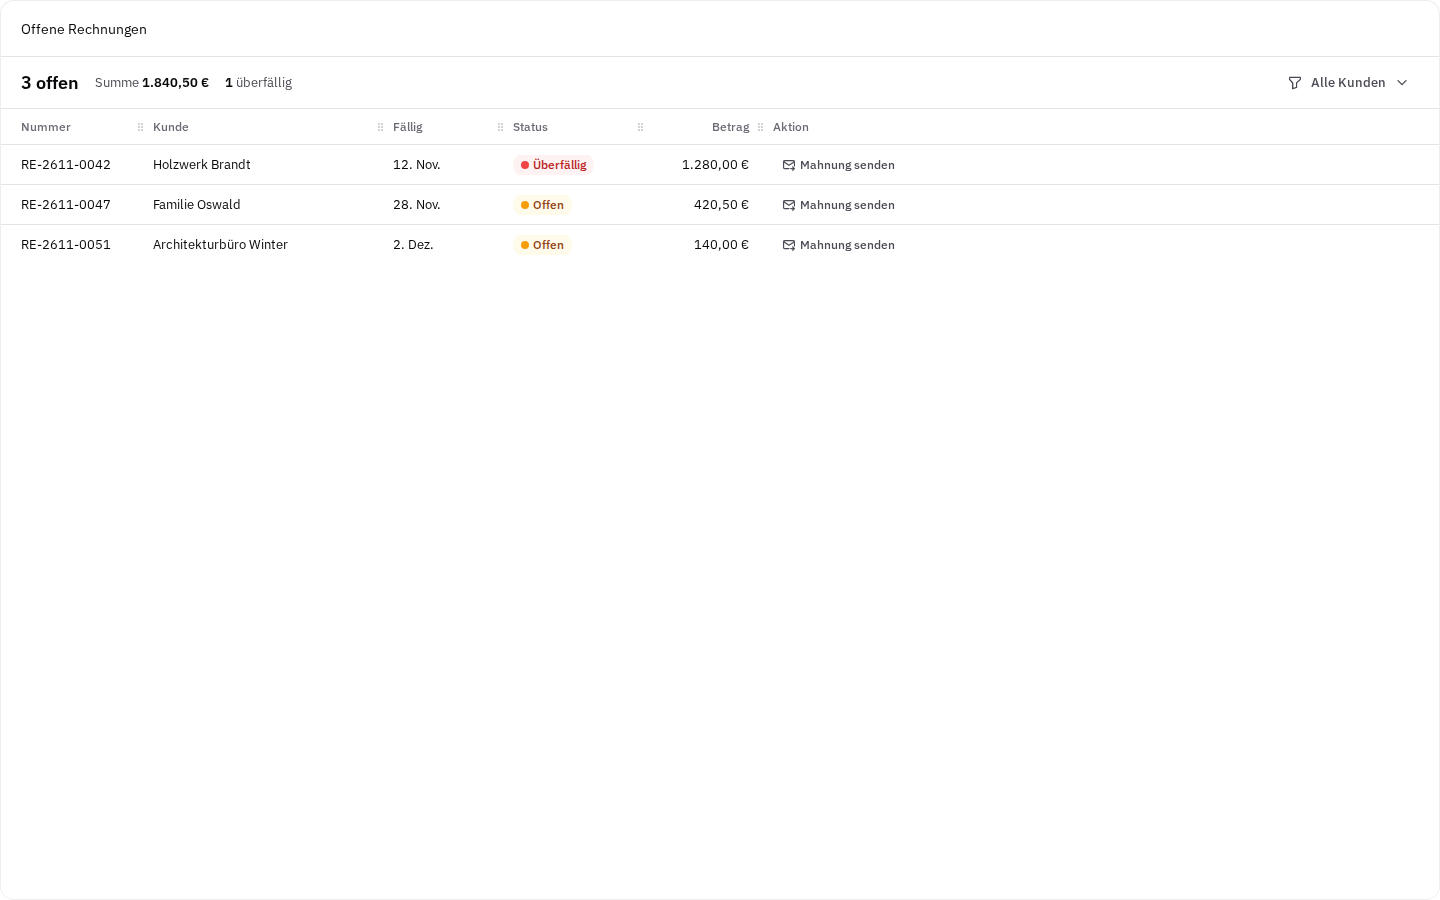 Offene Rechnungen
3 offen Summe 1.840,50 € 1 überfällig Alle Kunden
Nummer Kunde Fällig Status Betrag Aktion
RE-2611-0042 Holzwerk Brandt 12. Nov. Überfällig 1.280,00 € Mahnung senden
RE-2611-0047 Familie Oswald 28. Nov. Offen 420,50 € Mahnung senden
RE-2611-0051 Architekturbüro Winter 2. Dez. Offen 140,00 € Mahnung senden